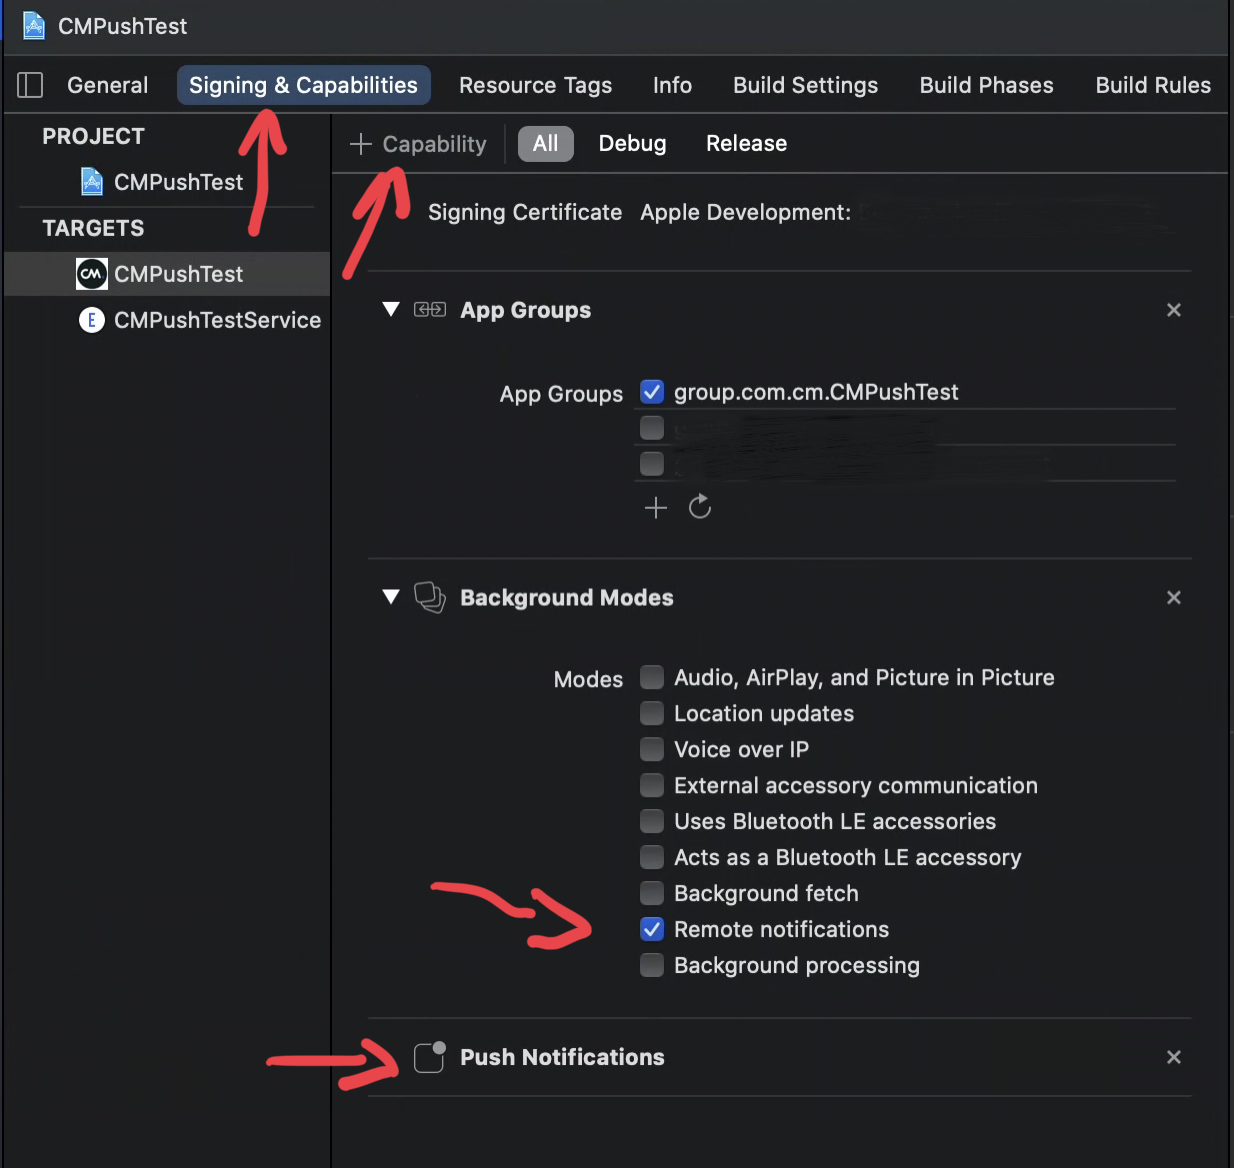 CMPushTest
General Signing & Capabilities Resource Tags Info Build Settings Build Phases Build Rules
PROJECT
CMPushTest
TARGETS
CM
CMPushTest
E
CMPushTestService
+ Capability All Debug Release
Signing Certificate Apple Development:
App Groups
App Groups group.com.cm.CMPushTest
Background Modes
Modes Audio, AirPlay, and Picture in Picture
Location updates
Voice over IP
External accessory communication
Uses Bluetooth LE accessories
Acts as a Bluetooth LE accessory
Background fetch
Remote notifications
Background processing
Push Notifications